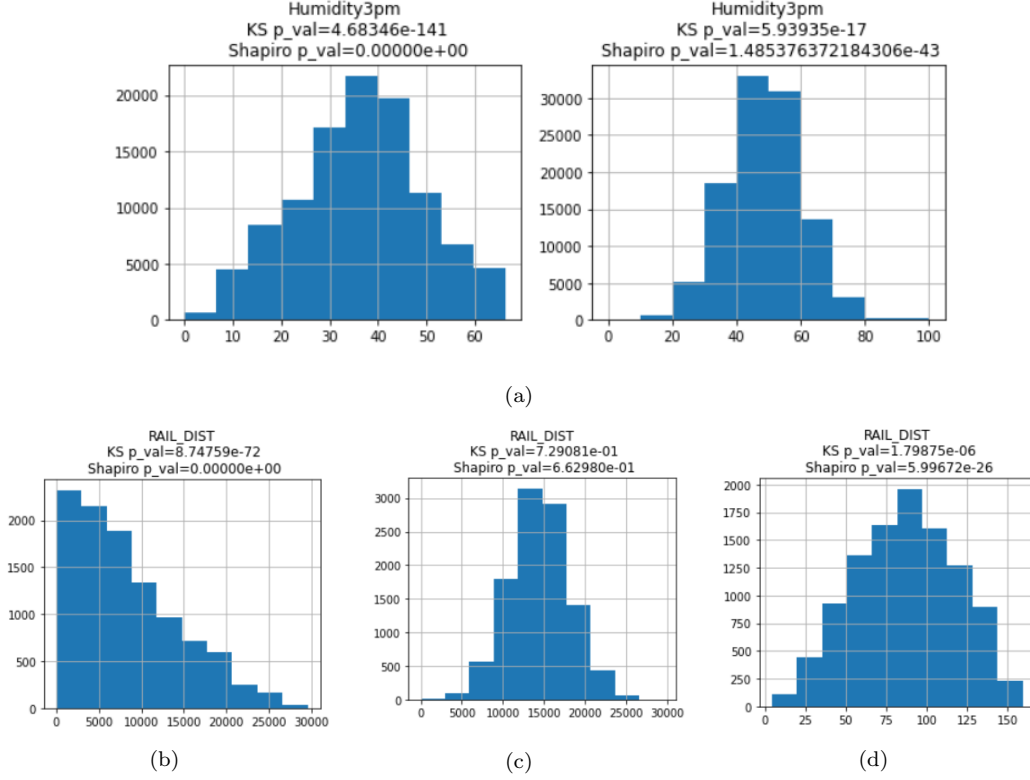 Humidity3pm
KS p_val=4.68346e-141
Shapiro p_val=0.00000e+00
20000
15000
10000
5000
0
0 10 20 30 40 50 60
Humidity3pm
KS p_val=5.93935e-17
Shapiro p_val=1.485376372184306e-43
30000
25000
20000
15000
10000
5000
0
0 20 40 60 80 100
(a)
RAIL_DIST
KS p_val=8.74759e-72
Shapiro p_val=0.00000e+00
2000
1500
1000
500
0
0 5000 10000 15000 20000 25000 30000
(b)
RAIL_DIST
KS p_val=7.29081e-01
Shapiro p_val=6.62980e-01
3000
2500
2000
1500
1000
500
0
0 5000 10000 15000 20000 25000 30000
(c)
RAIL_DIST
KS p_val=1.79875e-06
Shapiro p_val=5.99672e-26
2000
1750
1500
1250
1000
750
500
250
0
0 25 50 75 100 125 150
(d)